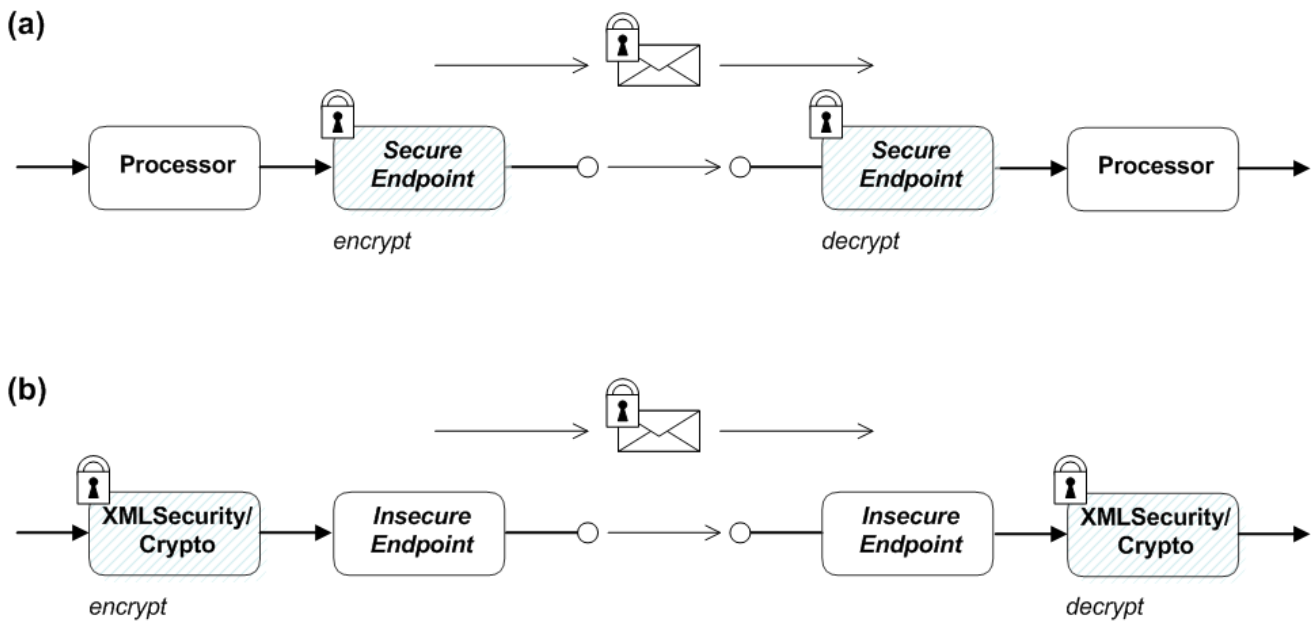 (a)
Processor
Secure
Endpoint
encrypt
Secure
Endpoint
decrypt
Processor
(b)
XMLSecurity/
Crypto
encrypt
Insecure
Endpoint
Insecure
Endpoint
XMLSecurity/
Crypto
decrypt